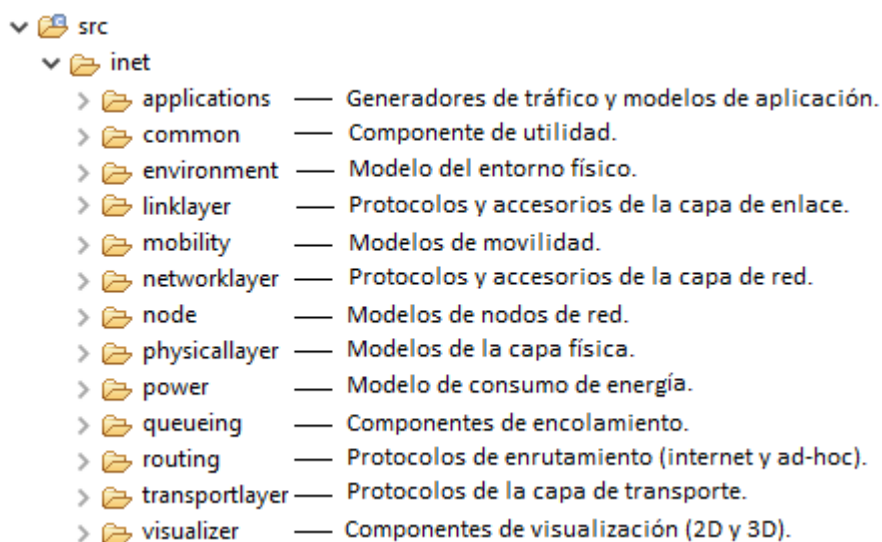 src
inet
applications — Generadores de tráfico y modelos de aplicación.
common — Componente de utilidad.
environment — Modelo del entorno físico.
linklayer — Protocolos y accesorios de la capa de enlace.
mobility — Modelos de movilidad.
networklayer — Protocolos y accesorios de la capa de red.
node — Modelos de nodos de red.
physicallayer — Modelos de la capa física.
power — Modelo de consumo de energía.
queueing — Componentes de encolamiento.
routing — Protocolos de enrutamiento (internet y ad-hoc).
transportlayer — Protocolos de la capa de transporte.
visualizer — Componentes de visualización (2D y 3D).